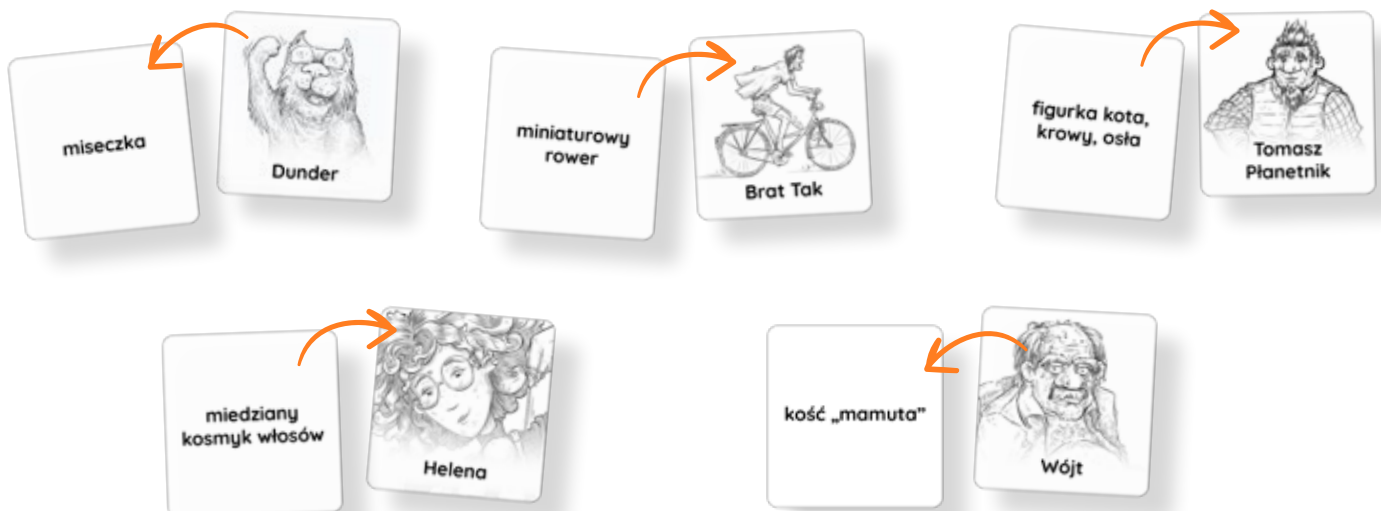 miseczka
Dunder
miniaturowy
rower
Brat Tak
figurka kota,
krowy, osła
Tomasz
Płanetnik
miedziany
kosmyk włosów
Helena
kość „mamuta”
Wójt